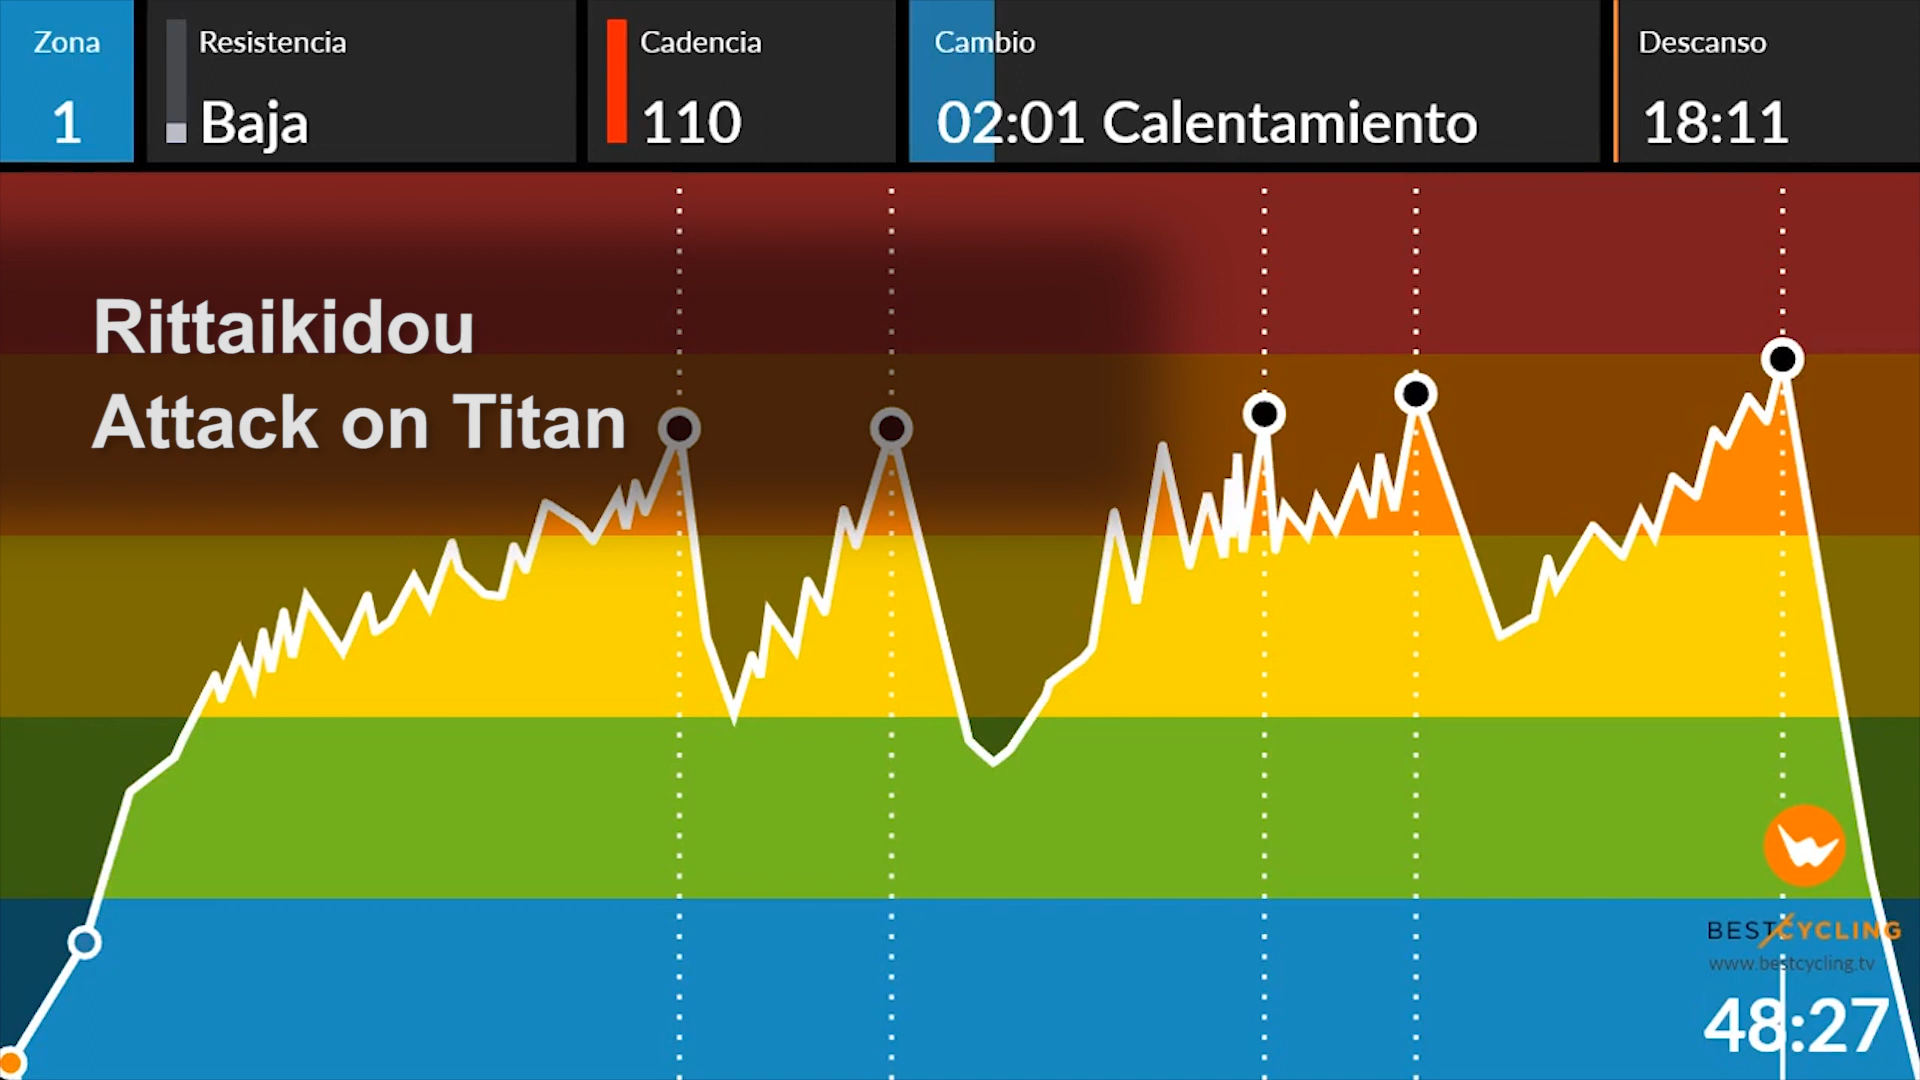 Zona
1
Resistencia
Baja
Cadencia
110
Cambio
02:01 Calentamiento
Descanso
18:11
Rittaikidou
Attack on Titan
BESTCYCLING
www.bestcycling.tv
48:27